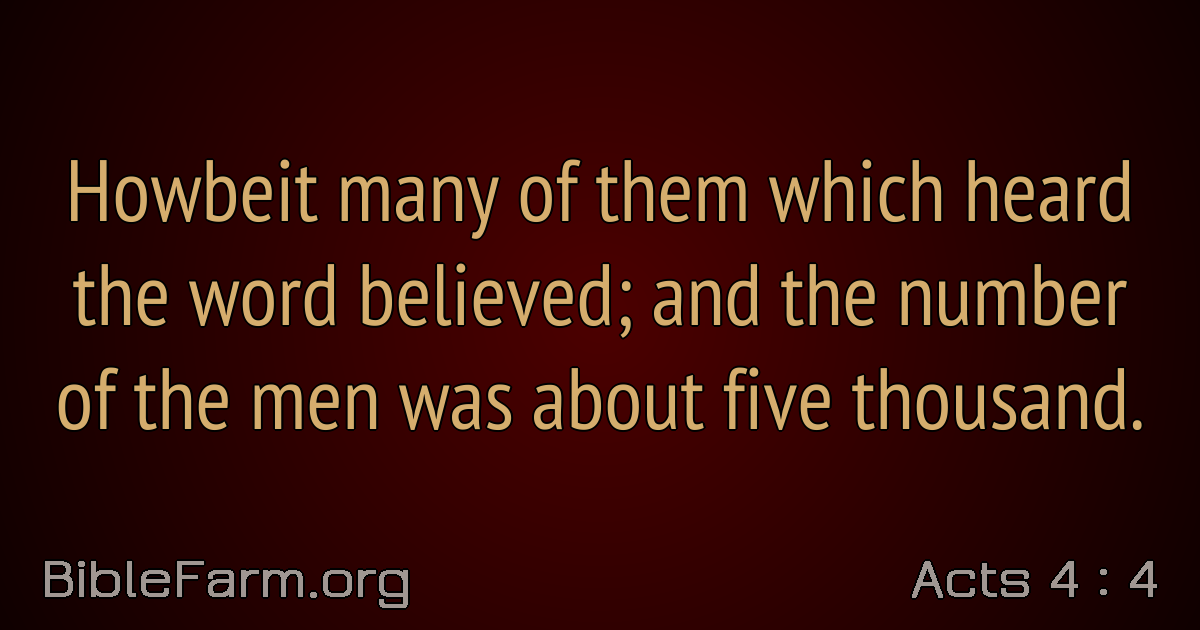 Howbeit many of them which heard
the word believed; and the number
of the men was about five thousand.
BibleFarm.org
Acts 4 : 4